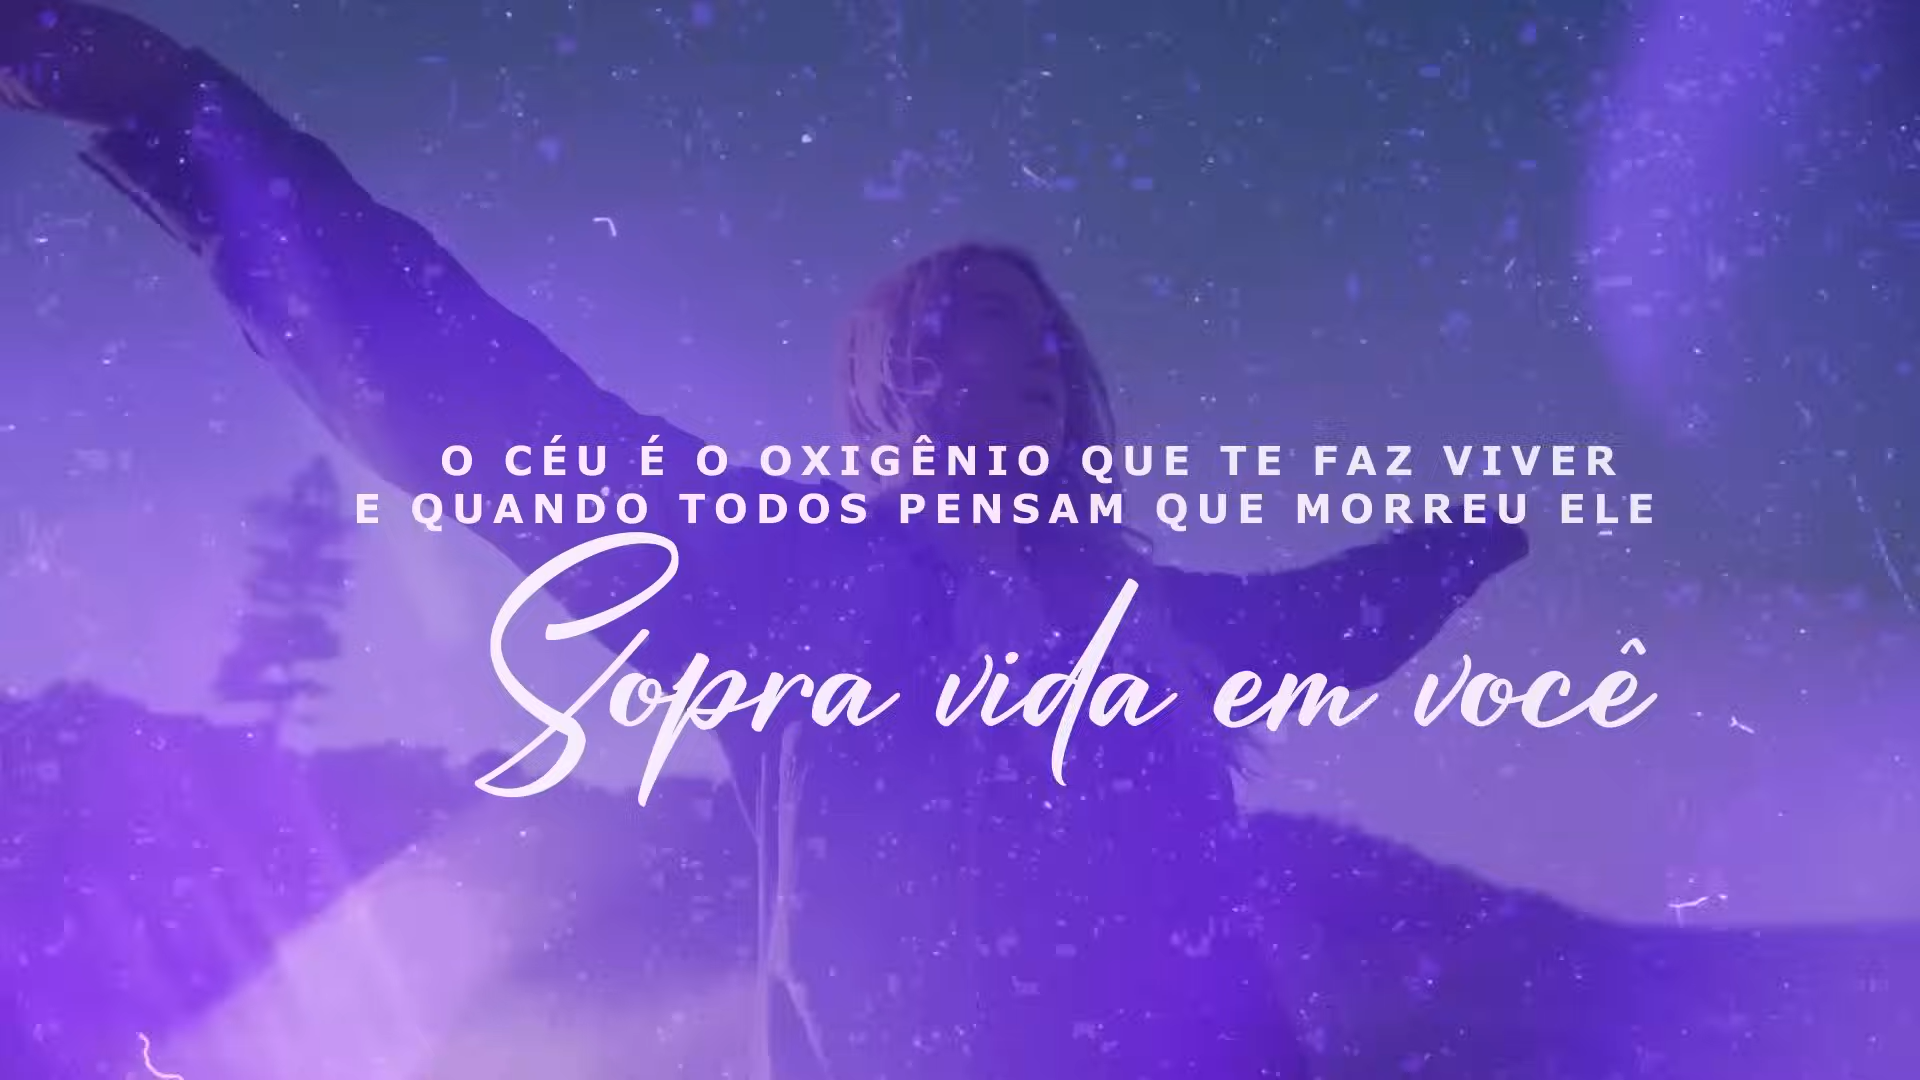 O CÉU É O OXIGÊNIO QUE TE FAZ VIVER
E QUANDO TODOS PENSAM QUE MORREU ELE
Sopra vida em você